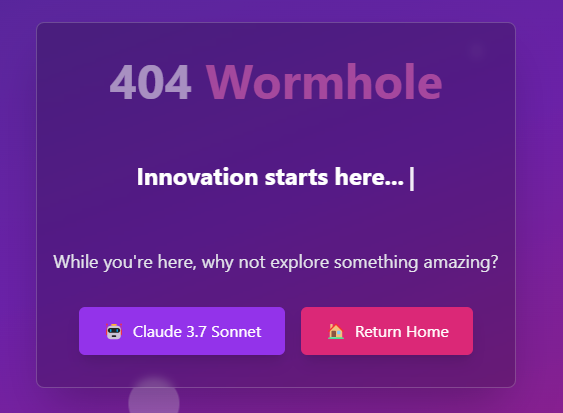 404 Wormhole
Innovation starts here...|
While you're here, why not explore something amazing?
🤖 Claude 3.7 Sonnet
🏠 Return Home